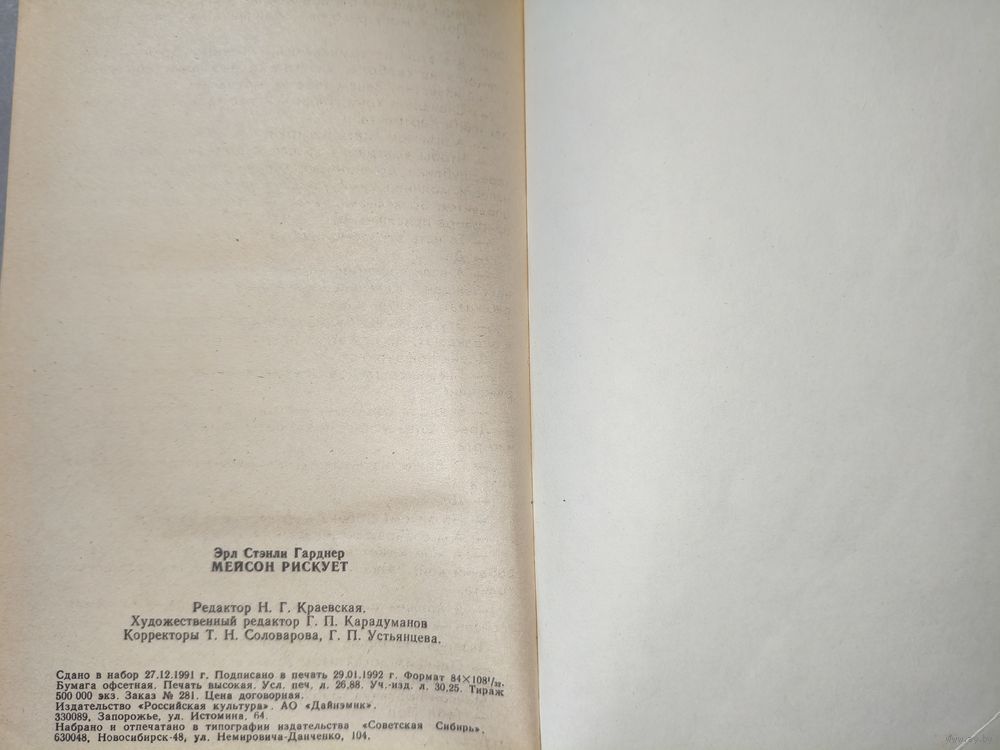 Эрл Стэнли Гарднер
МЕЙСОН РИСКУЕТ
Редактор Н. Г. Краевская.
Художественный редактор Г. П. Карадуманов
Корректоры Т. Н. Соловарова, Г. П. Устьянцева.
Сдано в набор 27.12.1991 г. Подписано в печать 29.01.1992 г. Формат 84×108¹/₃₂.
Бумага офсетная. Печать высокая. Усл. печ. л. 26,88. Уч.-изд. л. 30,25. Тираж
500 000 экз. Заказ № 281. Цена договорная.
Издательство «Российская культура». АО «Дайнэмик».
330089, Запорожье, ул. Истомина, 64.
Набрано и отпечатано в типографии издательства «Советская Сибирь».
630048, Новосибирск-48, ул. Немировича-Данченко, 104.